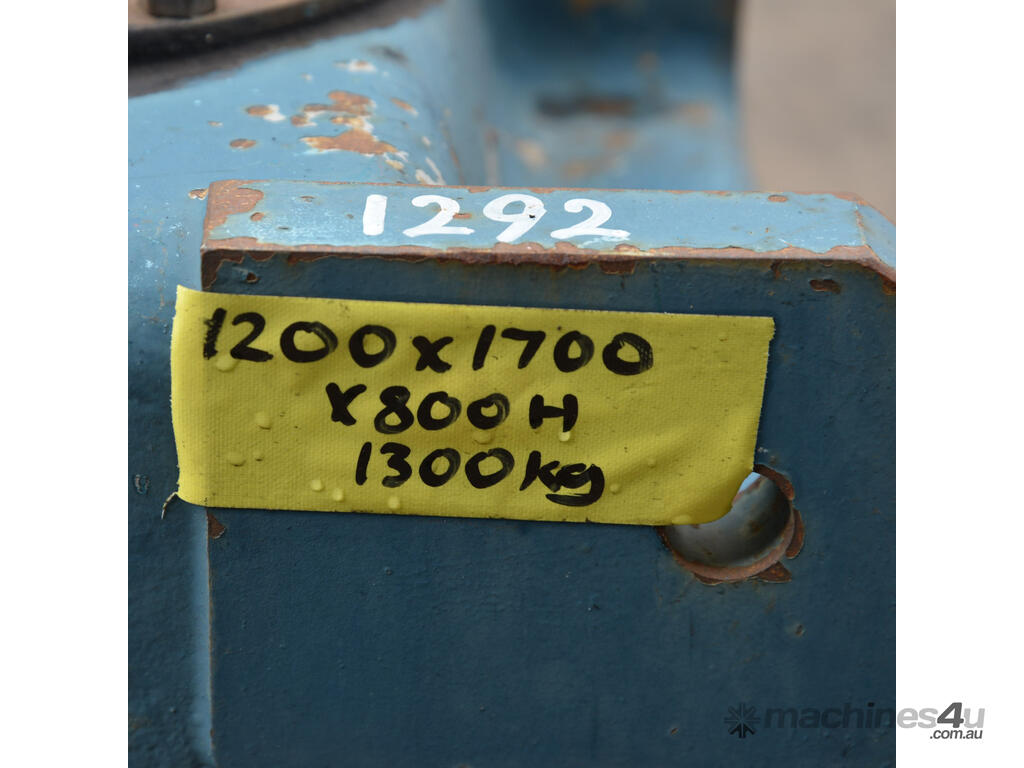 1292
1200x1700
x800H
1300kg
machines4u
.com.au